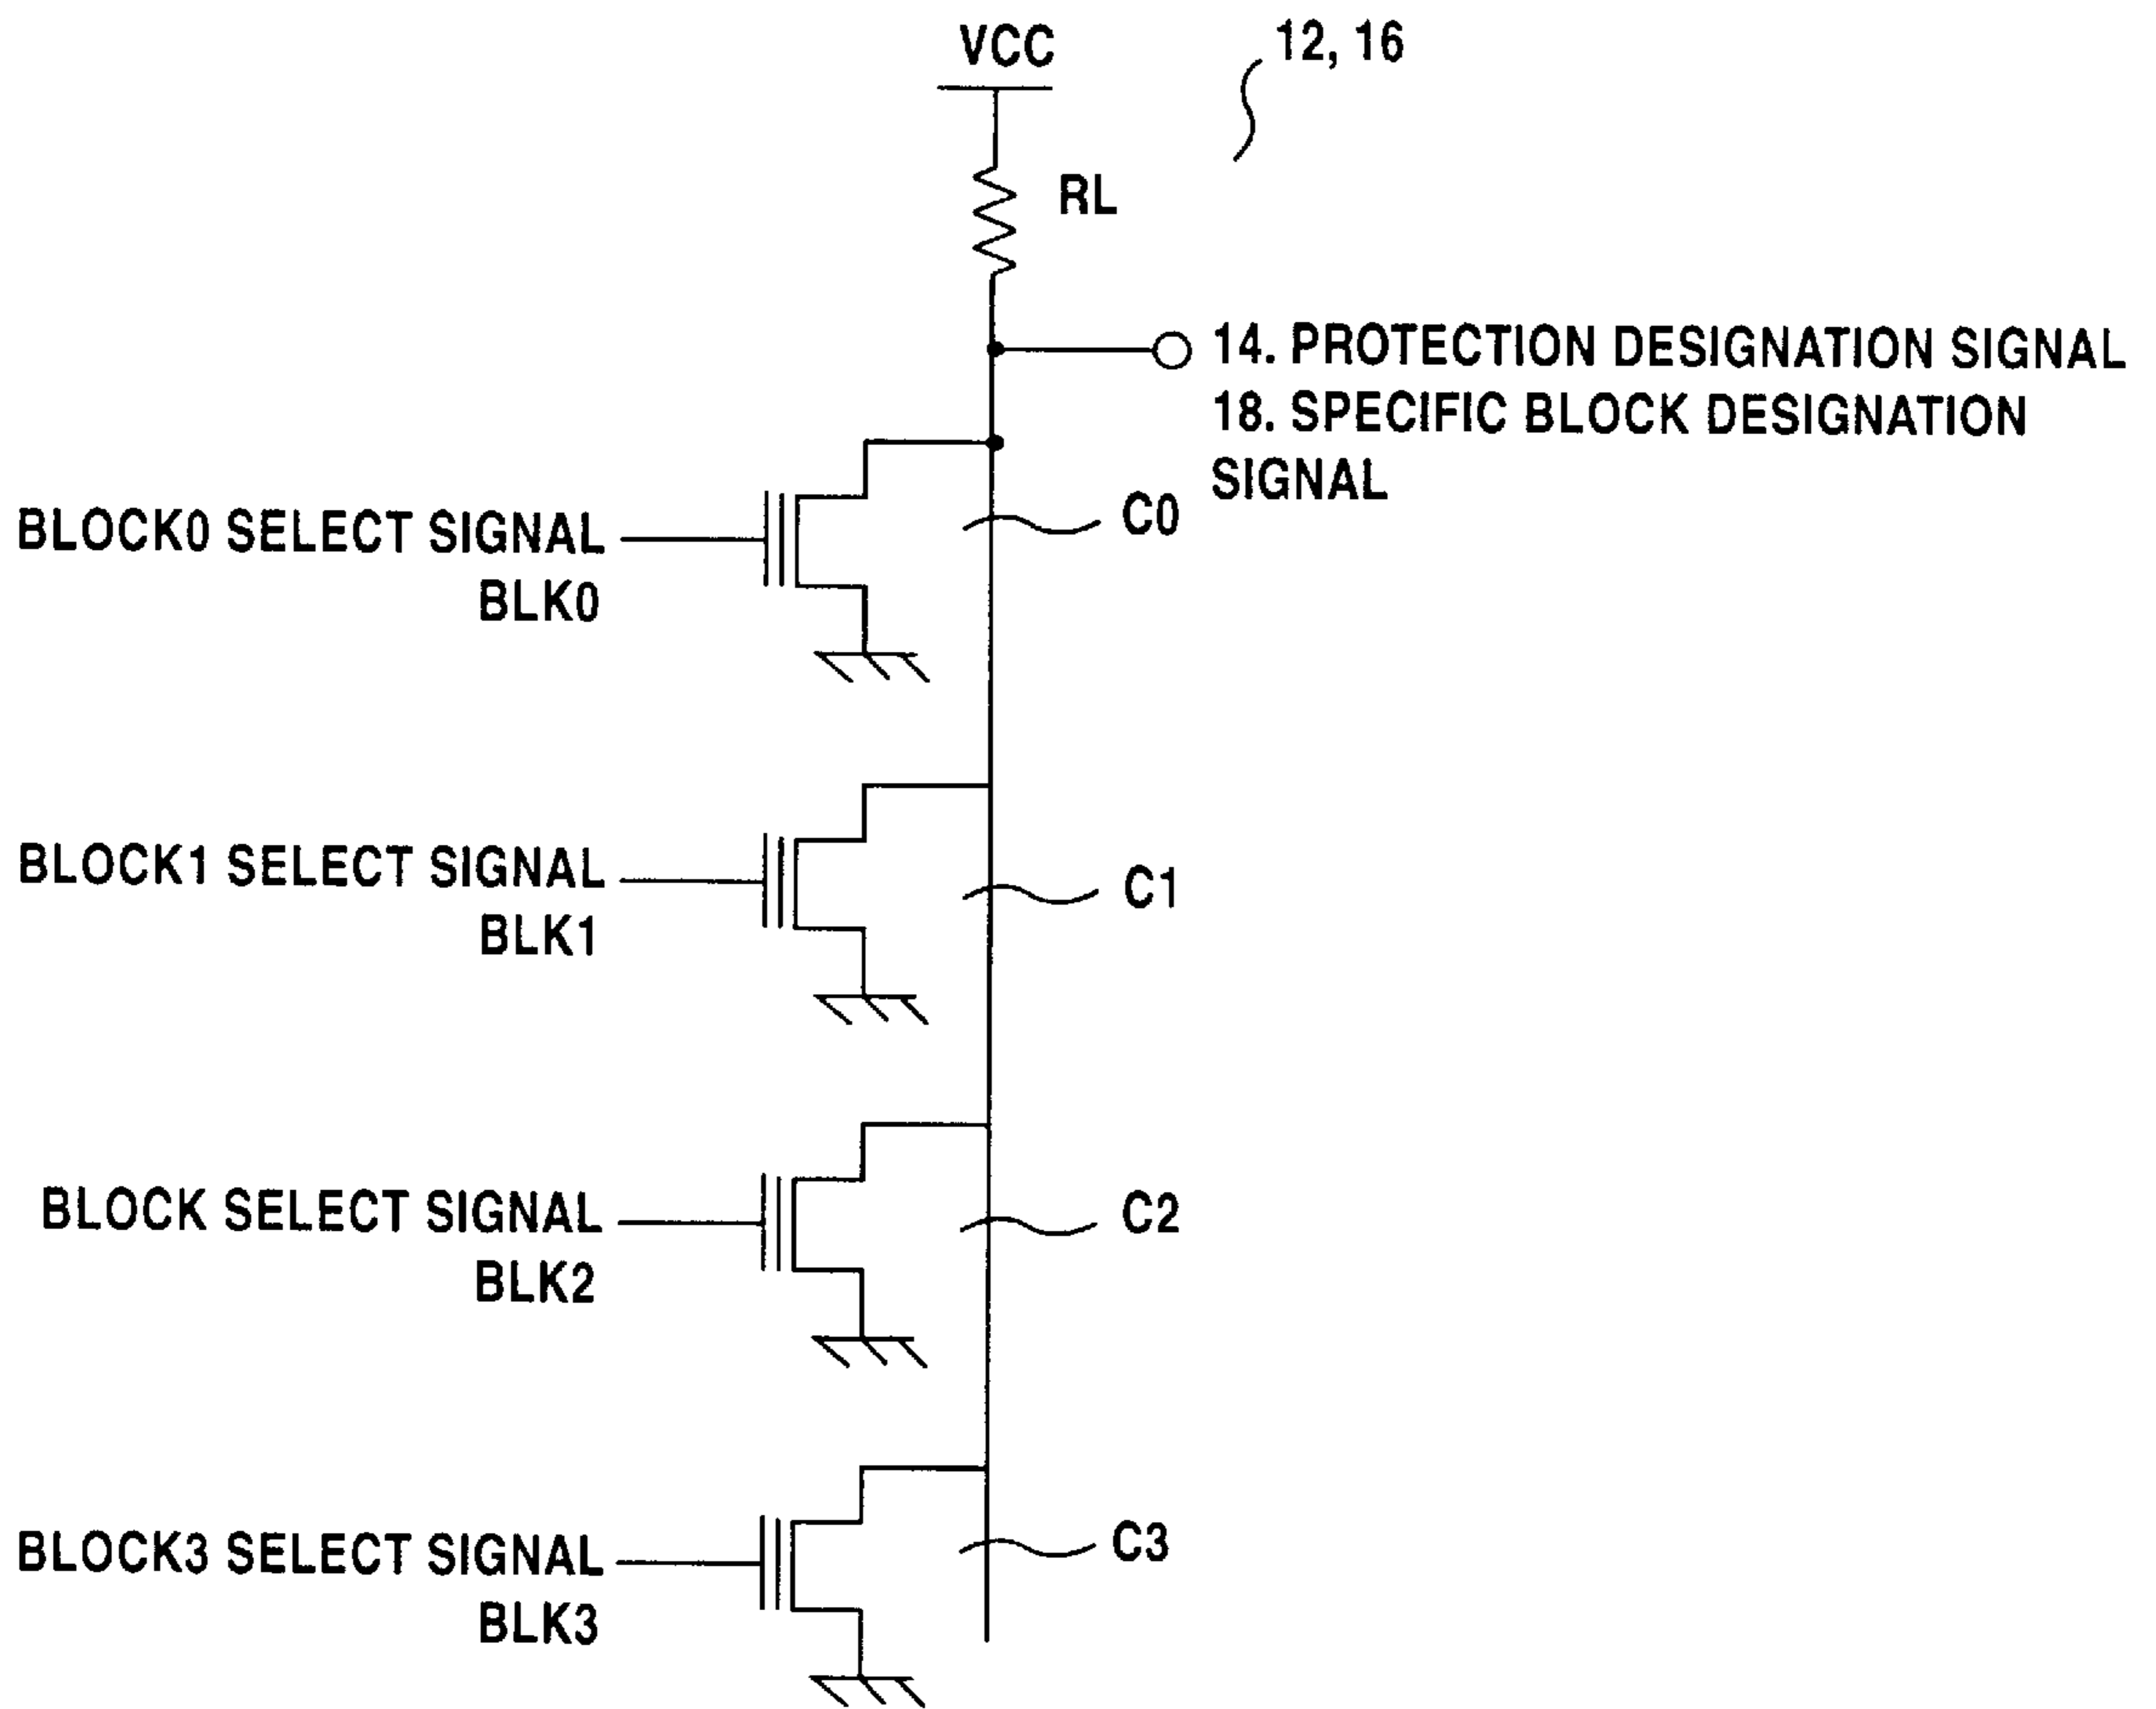 VCC
12, 16
RL
14. PROTECTION DESIGNATION SIGNAL
18. SPECIFIC BLOCK DESIGNATION
SIGNAL
C0
BLOCK0 SELECT SIGNAL
BLK0
BLOCK1 SELECT SIGNAL
BLK1
C1
BLOCK SELECT SIGNAL
BLK2
C2
BLOCK3 SELECT SIGNAL
BLK3
C3